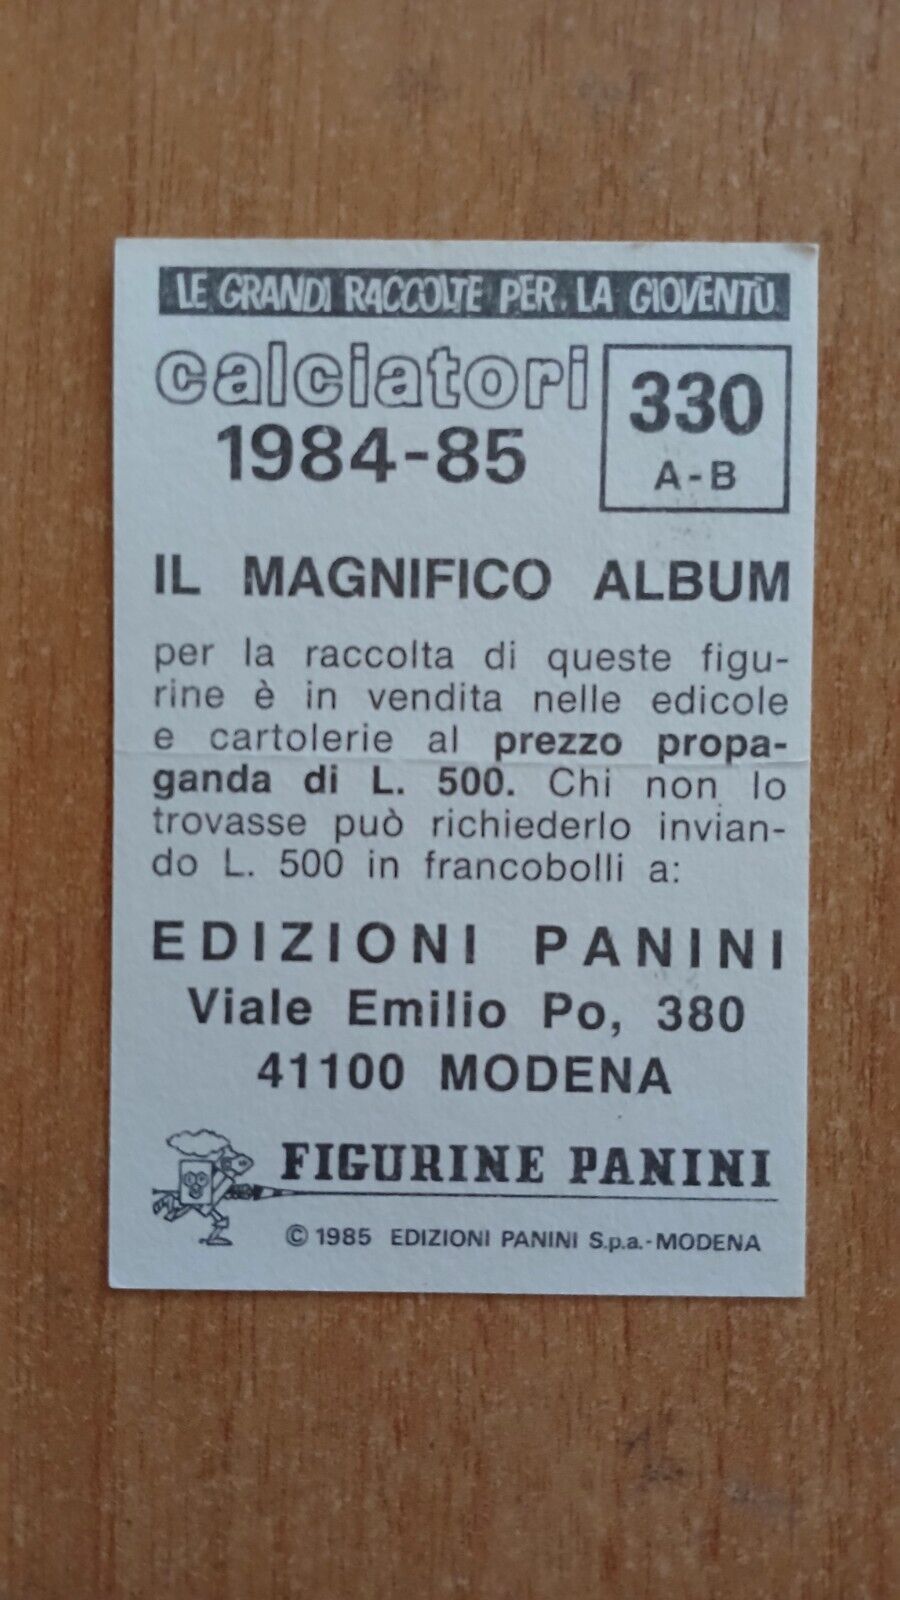 LE GRANDI RACCOLTE PER LA GIOVENTÙ
calciatori
1984-85
330
A-B
IL MAGNIFICO ALBUM
per la raccolta di queste figu-
rine è in vendita nelle edicole
e cartolerie al prezzo propa-
ganda di L. 500. Chi non lo
trovasse può richiederlo invian-
do L. 500 in francobolli a:
EDIZIONI PANINI
Viale Emilio Po, 380
41100 MODENA
FIGURINE PANINI
© 1985 EDIZIONI PANINI S.p.a.-MODENA